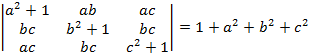 | a² + 1 ab ac |
| bc b² + 1 bc | = 1 + a² + b² + c²
| ac bc c² + 1 |